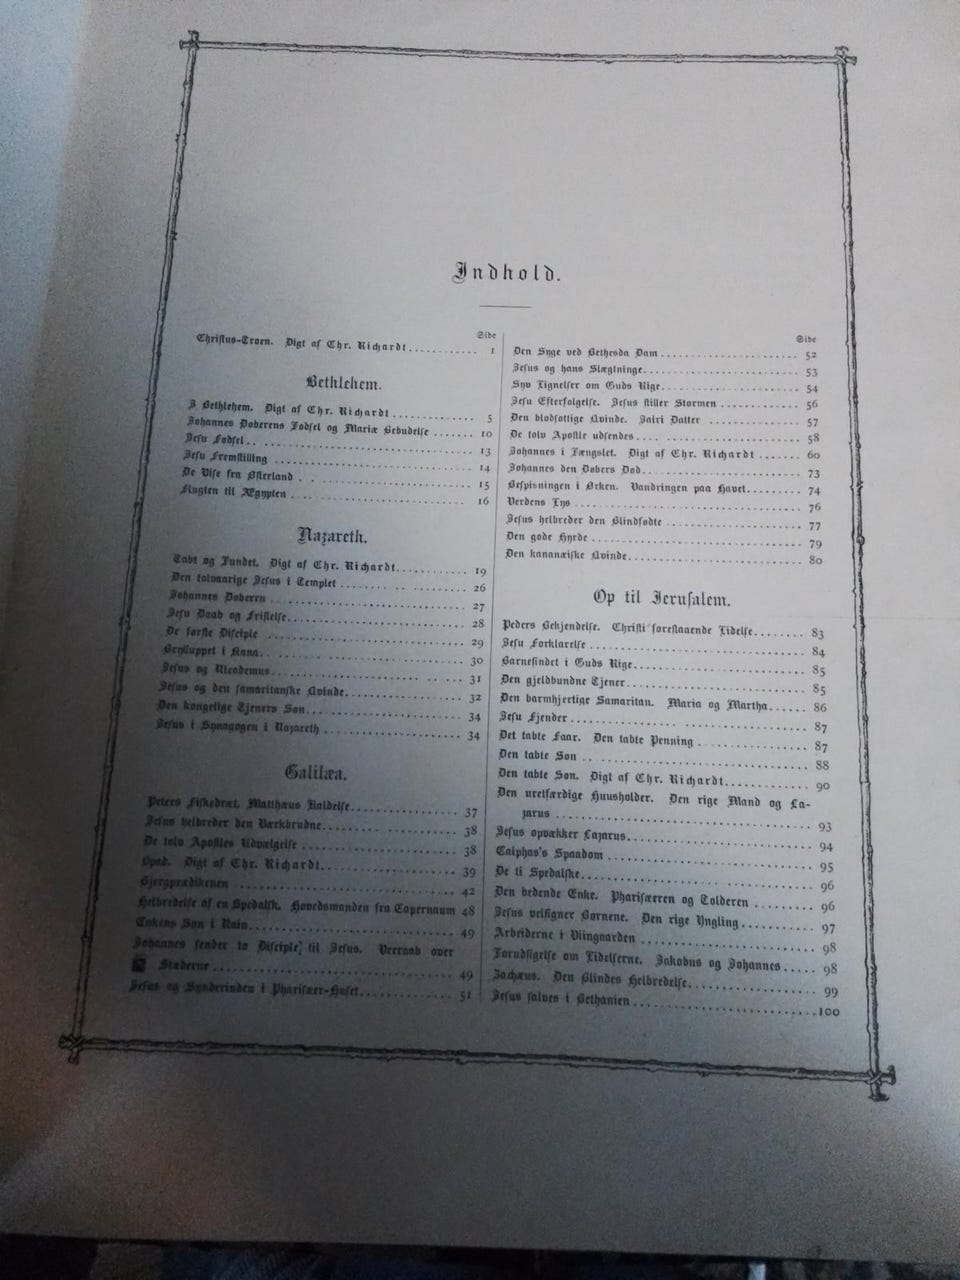 Indhold.
Side
Christus-Troen. Digt af Chr. Richardt........... 1
Bethlehem.
I Bethlehem. Digt af Chr. Richardt ........... 5
Johannes Døberens Fødsel og Mariæ Bebudelse ....... 10
Jesu Fødsel.. ........... 13
Jesu Fremstilling ........... 14
De Vise fra Østerland ........... 15
Flugten til Ægypten ........... 16
Nazareth.
Tabt og Fundet. Digt af Chr. Richardt........... 19
Den tolvaarige Jesus i Templet ........... 26
Johannes Døberen ........... 27
Jesu Daab og Fristelse........... 28
De første Disciple ........... 29
Brylluppet i Kana........... 30
Jesus og Nicodemus........... 31
Jesus og den samaritanske Qvinde........... 32
Den kongelige Tjeners Søn........... 34
Jesus i Synagogen i Nazareth ........... 34
Galilæa.
Peters Fiskedræt. Matthæus Kaldelse........... 37
Jesus helbreder den Værkbrudne........... 38
De tolv Apostles Udvælgelse ........... 38
Digt af Chr. Richardt........... 39
Bjergprædikenen ........... 42
Helbredelse af en Spedalsk. Høvedsmanden fra Capernaum 48
Enkens Søn i Nain........... 49
Johannes sender to Disciple til Jesus. Veeraab over
Stæderne ........... 49
Jesus og Synderinden i Pharisæer-Huset........... 51
Side
Den Syge ved Bethesda Dam ........... 52
Jesus og hans Slægtninge........... 53
Syv Lignelser om Guds Rige........... 54
Jesu Efterfølgelse. Jesus stiller Stormen ........... 56
Den blodsottige Qvinde. Jairi Datter ........... 57
De tolv Apostle udsendes ........... 58
Johannes i Fængslet. Digt af Chr. Richardt ....... 60
Johannes den Døbers Død........... 73
Bespisningen i Ørken. Vandringen paa Havet........... 74
Verdens Lys ........... 76
Jesus helbreder den Blindfødte ........... 77
Den gode Hyrde ........... 79
Den kananæiske Qvinde........... 80
Op til Jerusalem.
Peders Bekjendelse. Christi forestaaende Lidelse........ 83
Jesu Forklarelse ........... 84
Barnesindet i Guds Rige........... 85
Den gjeldbundne Tjener........... 85
Den barmhjertige Samaritan. Maria og Martha...... 86
Jesu Fjender ........... 87
Det tabte Faar. Den tabte Penning ........... 87
Den tabte Søn ........... 88
Den tabte Søn. Digt af Chr. Richardt........... 90
Den uretfærdige Huusholder. Den rige Mand og La-
zarus ........... 93
Jesus opvækker Lazarus........... 94
Caiphas's Spaadom ........... 95
De ti Spedalske........... 96
Den bedende Enke. Pharisæeren og Tolderen ........ 96
Jesus velsigner Børnene. Den rige Yngling........... 97
Arbeiderne i Viingaarden ........... 98
Forudsigelse om Lidelserne. Jakobus og Johannes..... 98
Zachæus. Den Blindes Helbredelse........... 99
Jesus salves i Bethanien ...........100